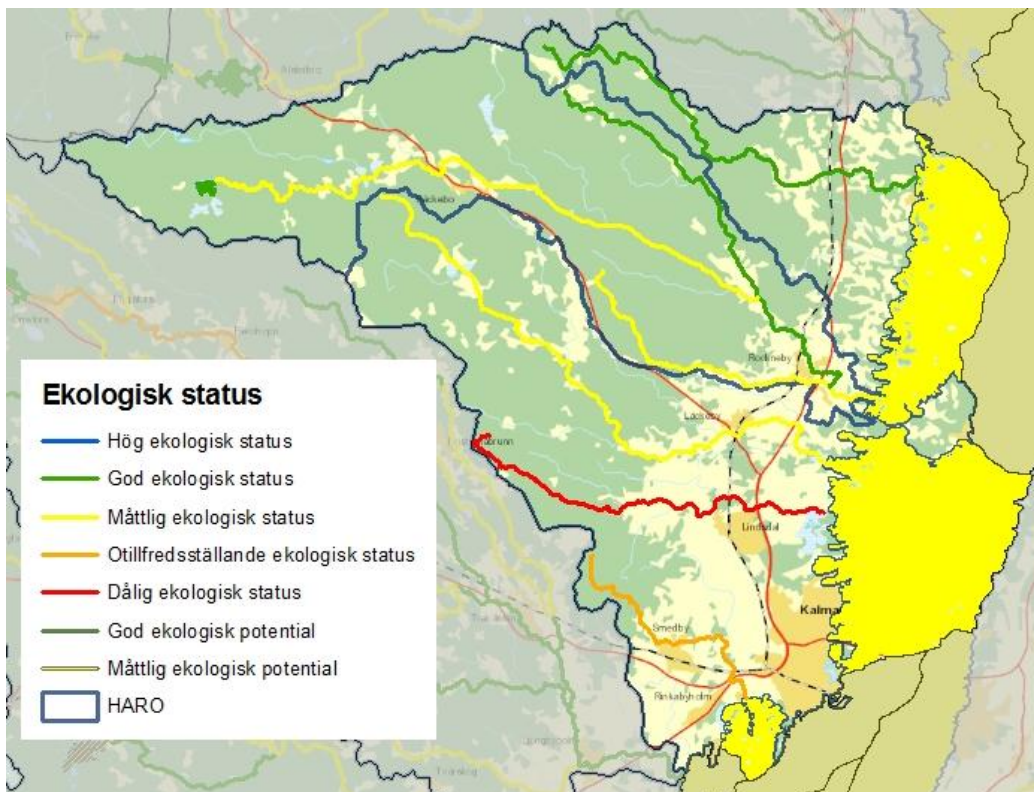 Rockneby
Läckeby
Lindsdal
Kalma
Smedby
Rinkabyholm
Ekologisk status
Hög ekologisk status
God ekologisk status
Måttlig ekologisk status
Otillfredsställande ekologisk status
Dålig ekologisk status
God ekologisk potential
Måttlig ekologisk potential
HARO